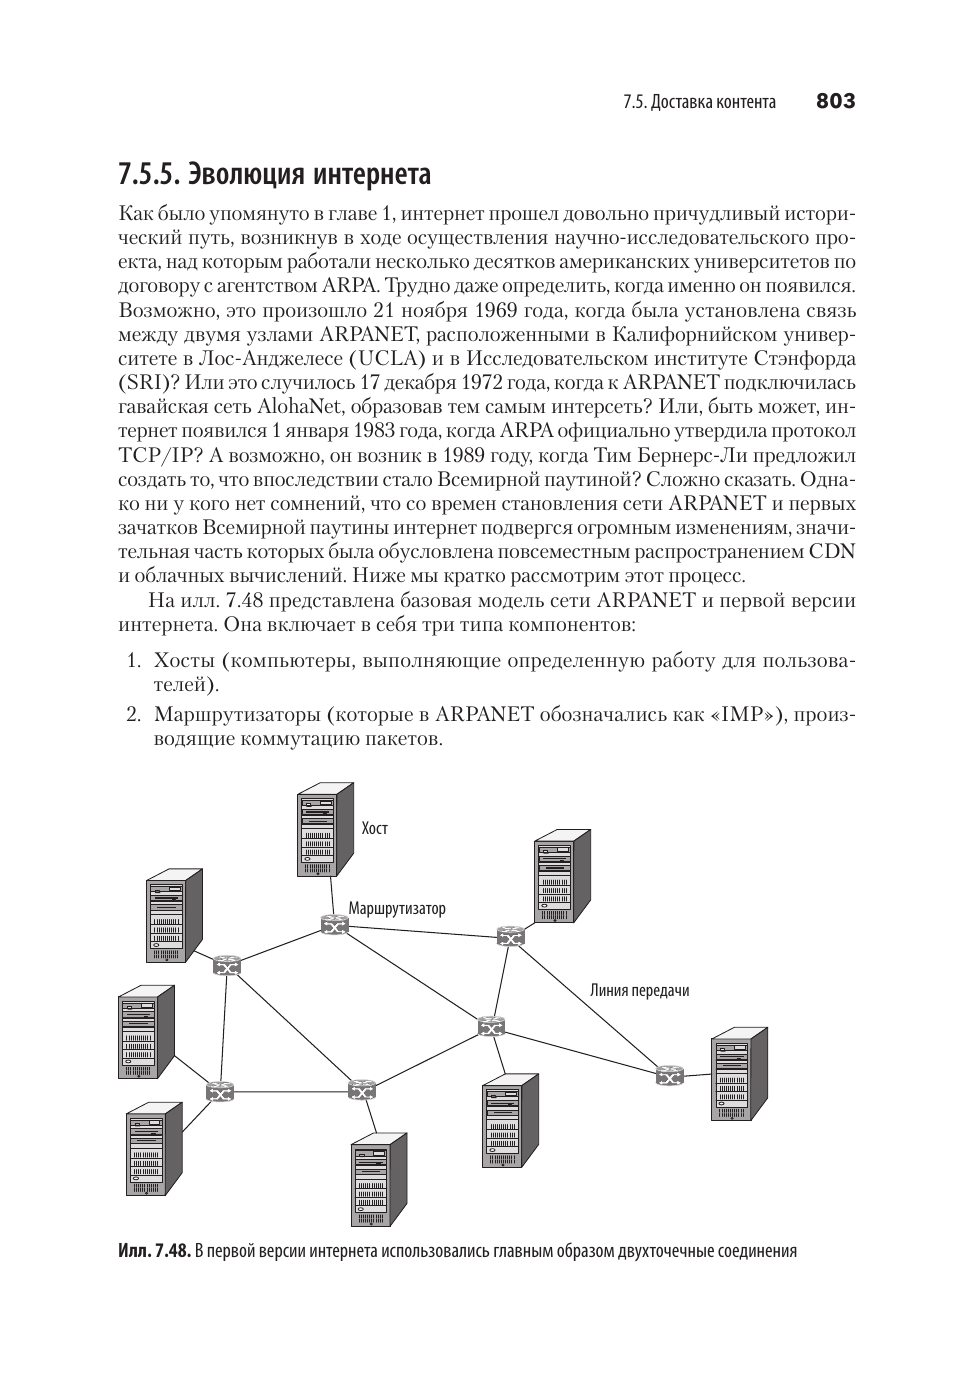 7.5. Доставка контента 803
7.5.5. Эволюция интернета
Как было упомянуто в главе 1, интернет прошел довольно причудливый истори-
ческий путь, возникнув в ходе осуществления научно-исследовательского про-
екта, над которым работали несколько десятков американских университетов по
договору с агентством ARPA. Трудно даже определить, когда именно он появился.
Возможно, это произошло 21 ноября 1969 года, когда была установлена связь
между двумя узлами ARPANET, расположенными в Калифорнийском универ-
ситете в Лос-Анджелесе (UCLA) и в Исследовательском институте Стэнфорда
(SRI)? Или это случилось 17 декабря 1972 года, когда к ARPANET подключилась
гавайская сеть AlohaNet, образовав тем самым интерсеть? Или, быть может, ин-
тернет появился 1 января 1983 года, когда ARPA официально утвердила протокол
TCP/IP? А возможно, он возник в 1989 году, когда Тим Бернерс-Ли предложил
создать то, что впоследствии стало Всемирной паутиной? Сложно сказать. Одна-
ко ни у кого нет сомнений, что со времен становления сети ARPANET и первых
зачатков Всемирной паутины интернет подвергся огромным изменениям, значи-
тельная часть которых была обусловлена повсеместным распространением CDN
и облачных вычислений. Ниже мы кратко рассмотрим этот процесс.
На илл. 7.48 представлена базовая модель сети ARPANET и первой версии
интернета. Она включает в себя три типа компонентов:
1. Хосты (компьютеры, выполняющие определенную работу для пользова-
телей).
2. Маршрутизаторы (которые в ARPANET обозначались как «IMP»), произ-
водящие коммутацию пакетов.
Хост
Маршрутизатор
Линия передачи
Илл. 7.48. В первой версии интернета использовались главным образом двухточечные соединения